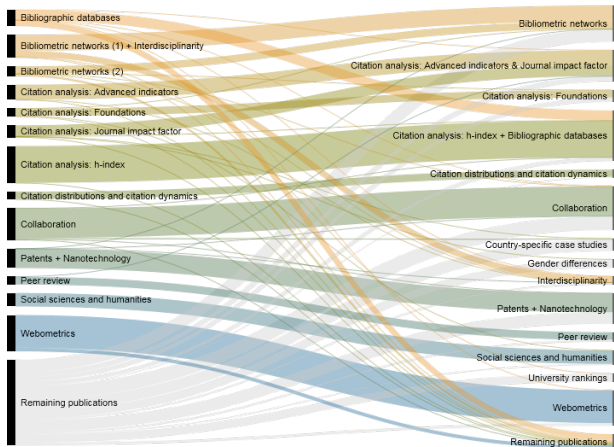 Bibliographic databases
Bibliometric networks (1) + Interdisciplinarity
Bibliometric networks (2)
Citation analysis: Advanced indicators
Citation analysis: Foundations
Citation analysis: Journal impact factor
Citation analysis: h-index
Citation distributions and citation dynamics
Collaboration
Patents + Nanotechnology
Peer review
Social sciences and humanities
Webometrics
Remaining publications
Bibliometric networks
Citation analysis: Advanced indicators & Journal impact factor
Citation analysis: Foundations
Citation analysis: h-index + Bibliographic databases
Citation distributions and citation dynamics
Collaboration
Country-specific case studies
Gender differences
Interdisciplinarity
Patents + Nanotechnology
Peer review
Social sciences and humanities
University rankings
Webometrics
Remaining publications